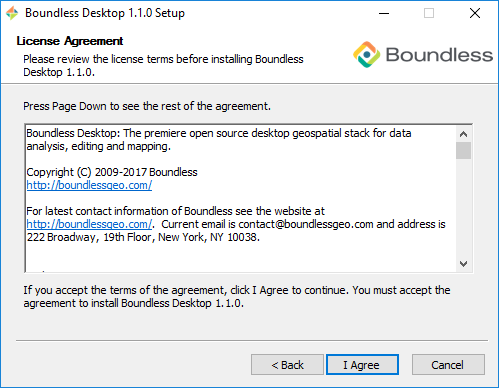 Boundless Desktop 1.1.0 Setup
License Agreement
Please review the license terms before installing Boundless
Desktop 1.1.0.
Boundless
Press Page Down to see the rest of the agreement.
Boundless Desktop: The premiere open source desktop geospatial stack for data
analysis, editing and mapping.
Copyright (C) 2009-2017 Boundless
http://boundlessgeo.com/
For latest contact information of Boundless see the website at
http://boundlessgeo.com/.  Current email is contact@boundlessgeo.com and address is
222 Broadway, 19th Floor, New York, NY 10038.
If you accept the terms of the agreement, click I Agree to continue. You must accept the
agreement to install Boundless Desktop 1.1.0.
< Back
I Agree
Cancel